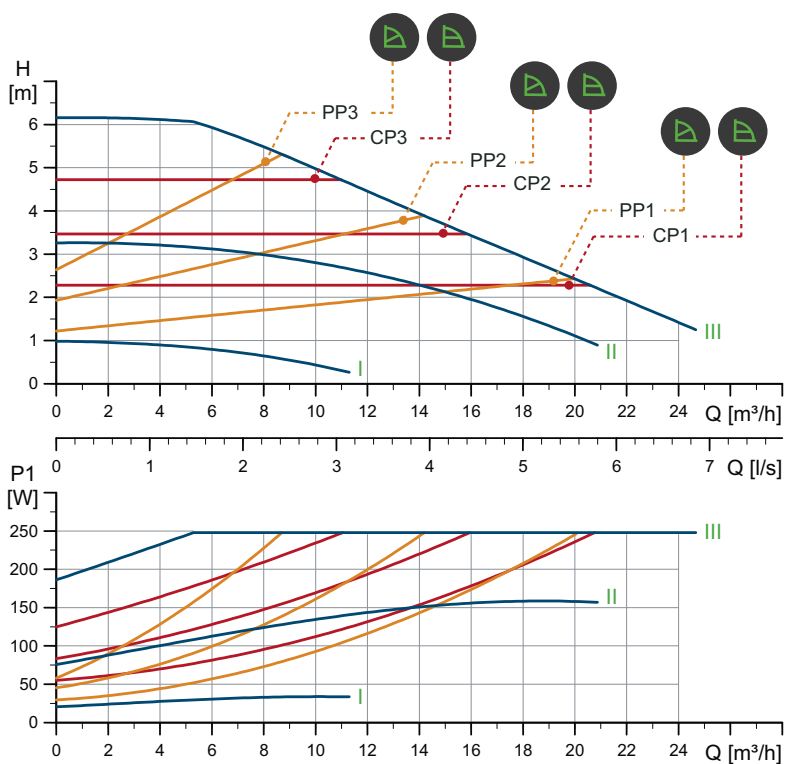 H
[m]
6
5
4
3
2
1
0
PP3
CP3
PP2
CP2
PP1
CP1
III
II
I
0 2 4 6 8 10 12 14 16 18 20 22 24 Q [m³/h]
0 1 2 3 4 5 6 7 Q [l/s]
P1
[W]
250
200
150
100
50
0
III
II
I
0 2 4 6 8 10 12 14 16 18 20 22 24 Q [m³/h]